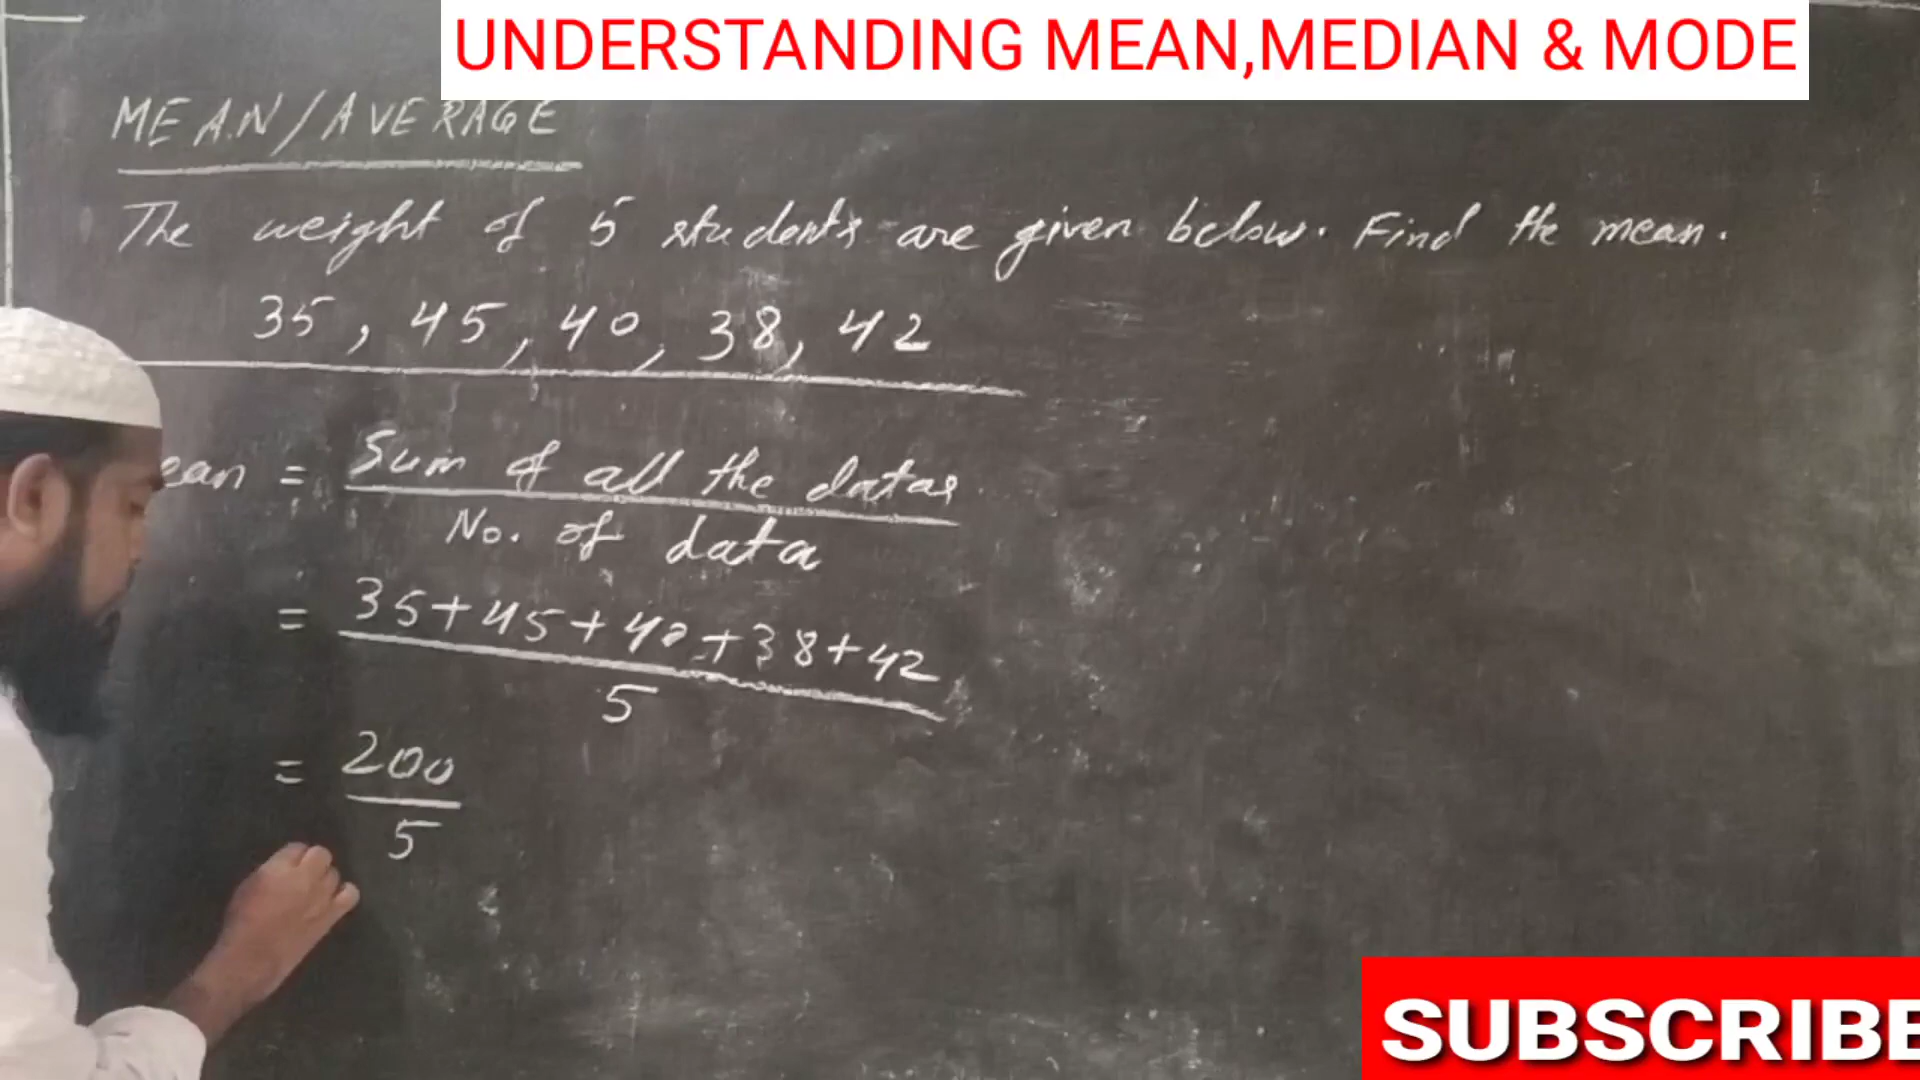 UNDERSTANDING MEAN,MEDIAN & MODE
MEAN/AVERAGE
The weight of 5 students are given below. Find the mean.
35, 45, 40, 38, 42
ean = Sum of all the datas
No. of data
= 35+45+40+38+42
5
= 200
5
SUBSCRIBE